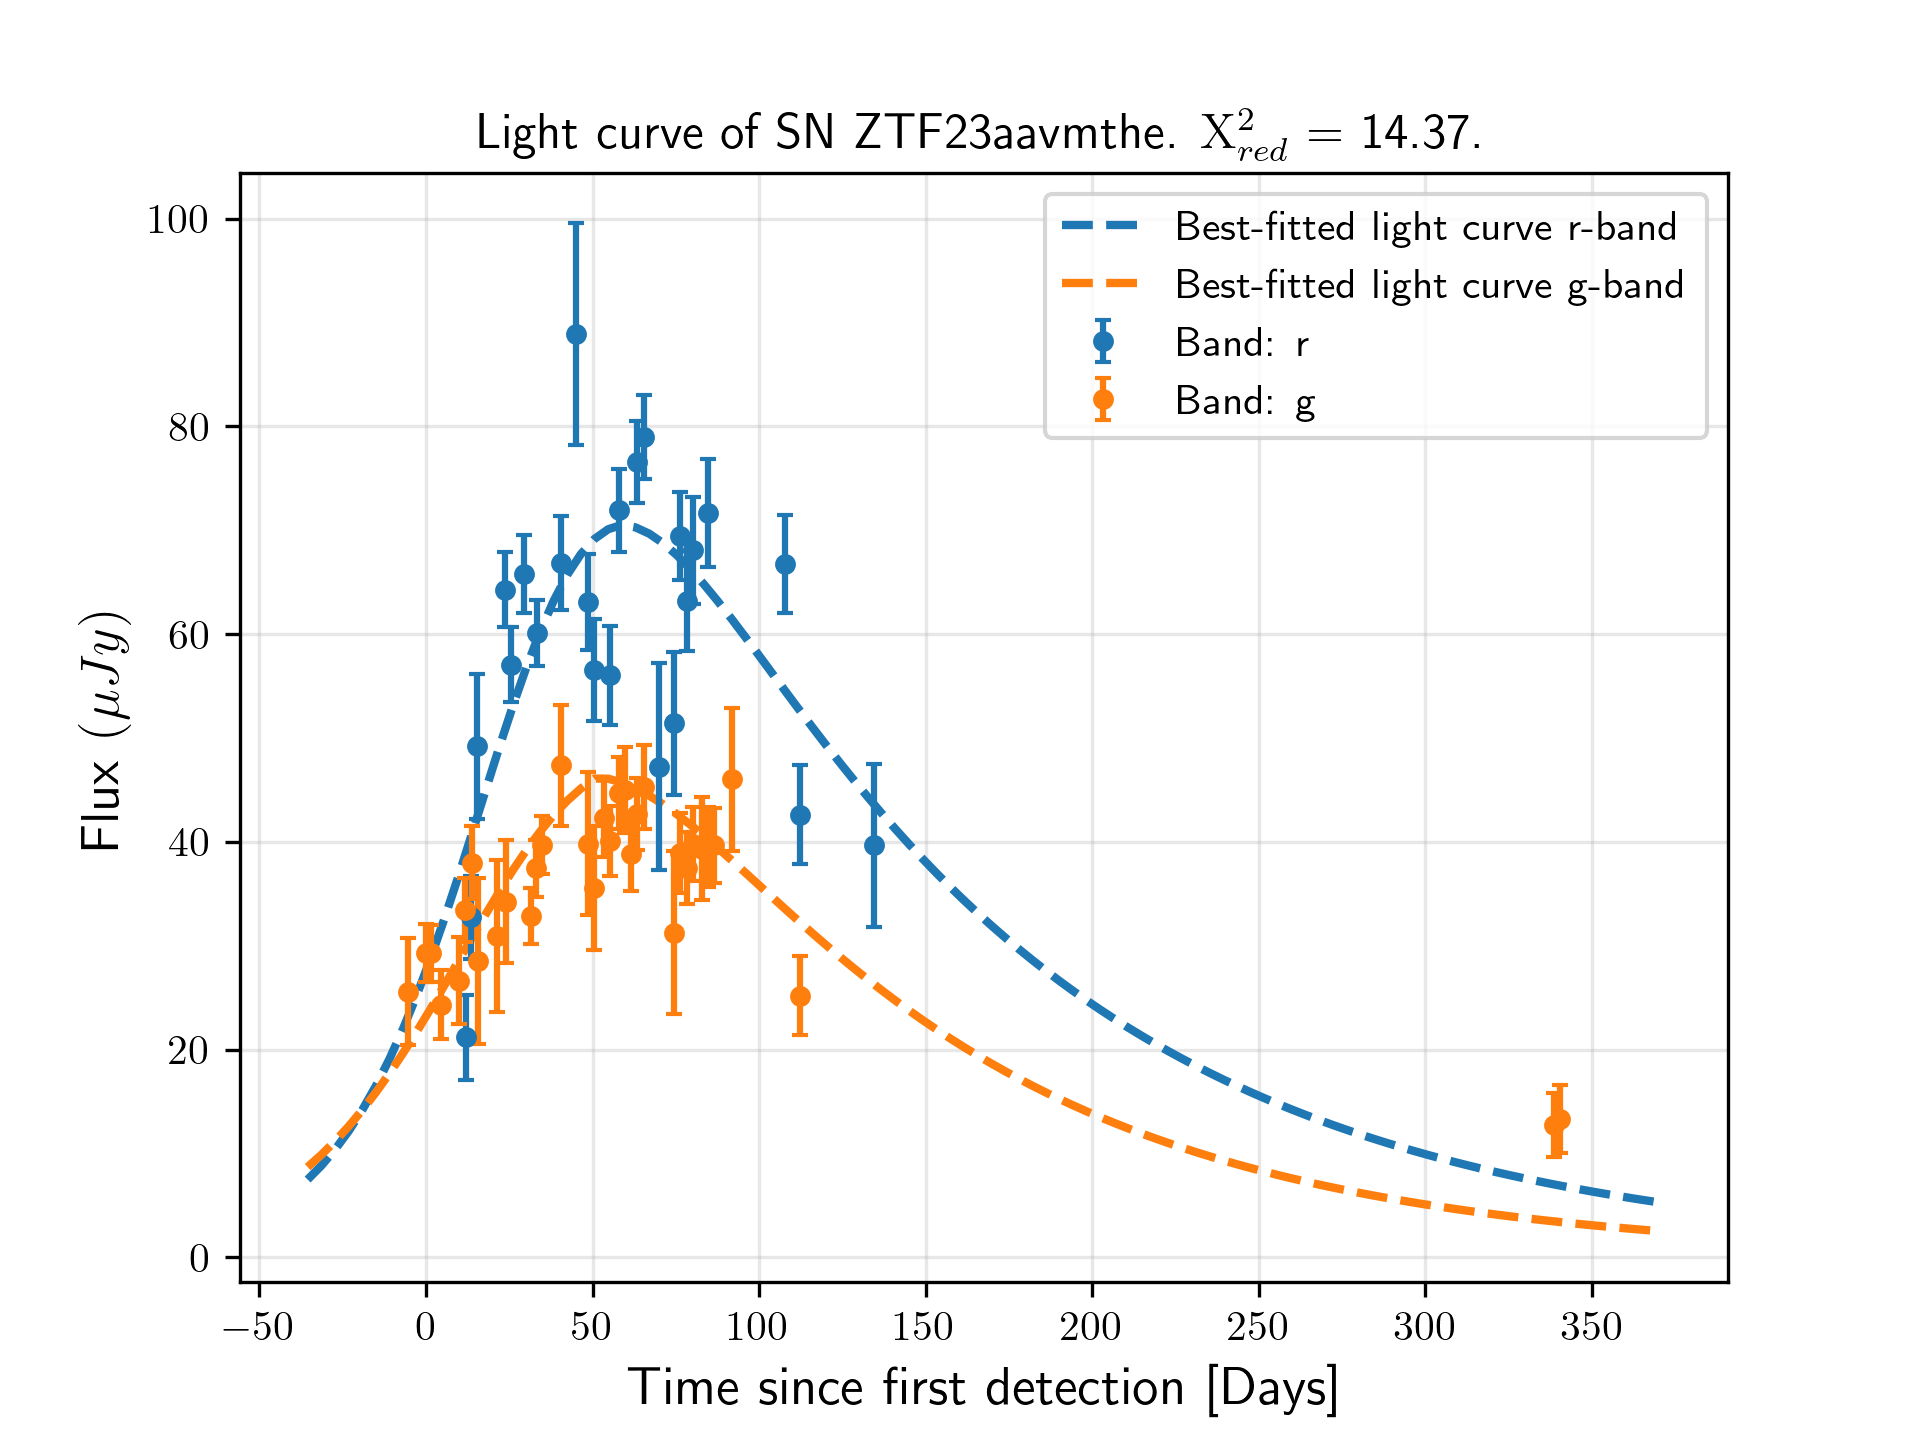 Light curve of SN ZTF23aavmthe. X²_red = 14.37.
Best-fitted light curve r-band
Best-fitted light curve g-band
Band: r
Band: g
Flux (μJy)
100
80
60
40
20
0
−50 0 50 100 150 200 250 300 350
Time since first detection [Days]